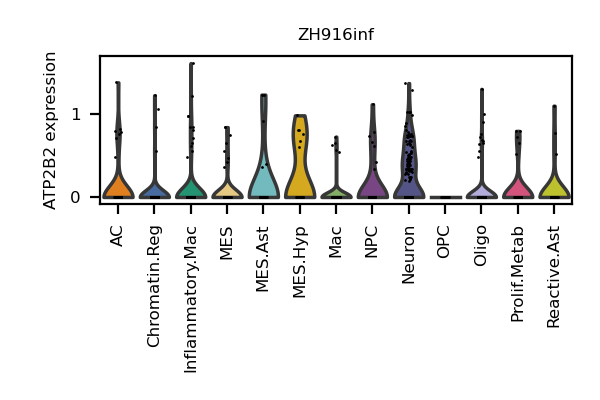 ZH916inf
ATP2B2 expression
1
0
AC
Chromatin.Reg
Inflammatory.Mac
MES
MES.Ast
MES.Hyp
Mac
NPC
Neuron
OPC
Oligo
Prolif.Metab
Reactive.Ast